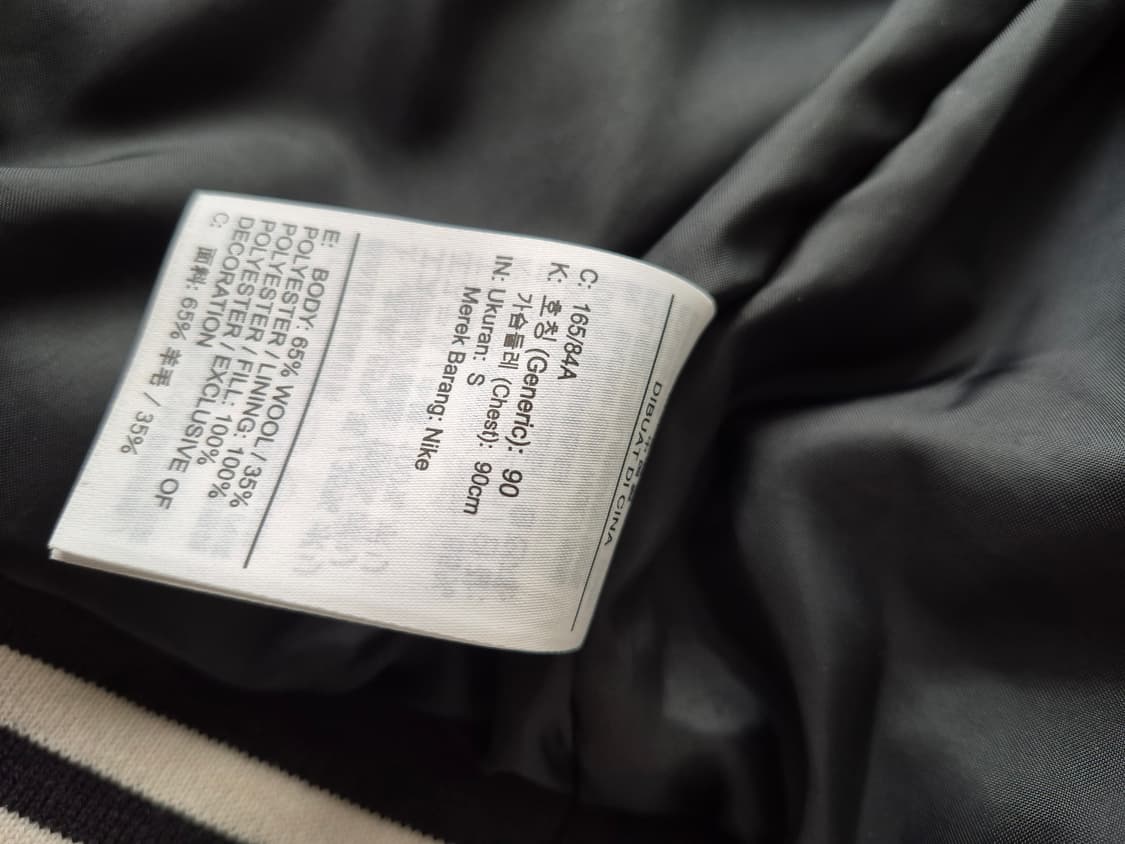 DIBUAT DI CINA
C: 165/84A
K: 호칭 (Generic): 90
가슴둘레 (Chest): 90cm
IN: Ukuran: S
Merek Barang: Nike
E: BODY: 65% WOOL / 35%
POLYESTER / LINING: 100%
POLYESTER / FILL: 100%
POLYESTER / EXCLUSIVE OF
DECORATION
C: 面料: 65% 羊毛 / 35%